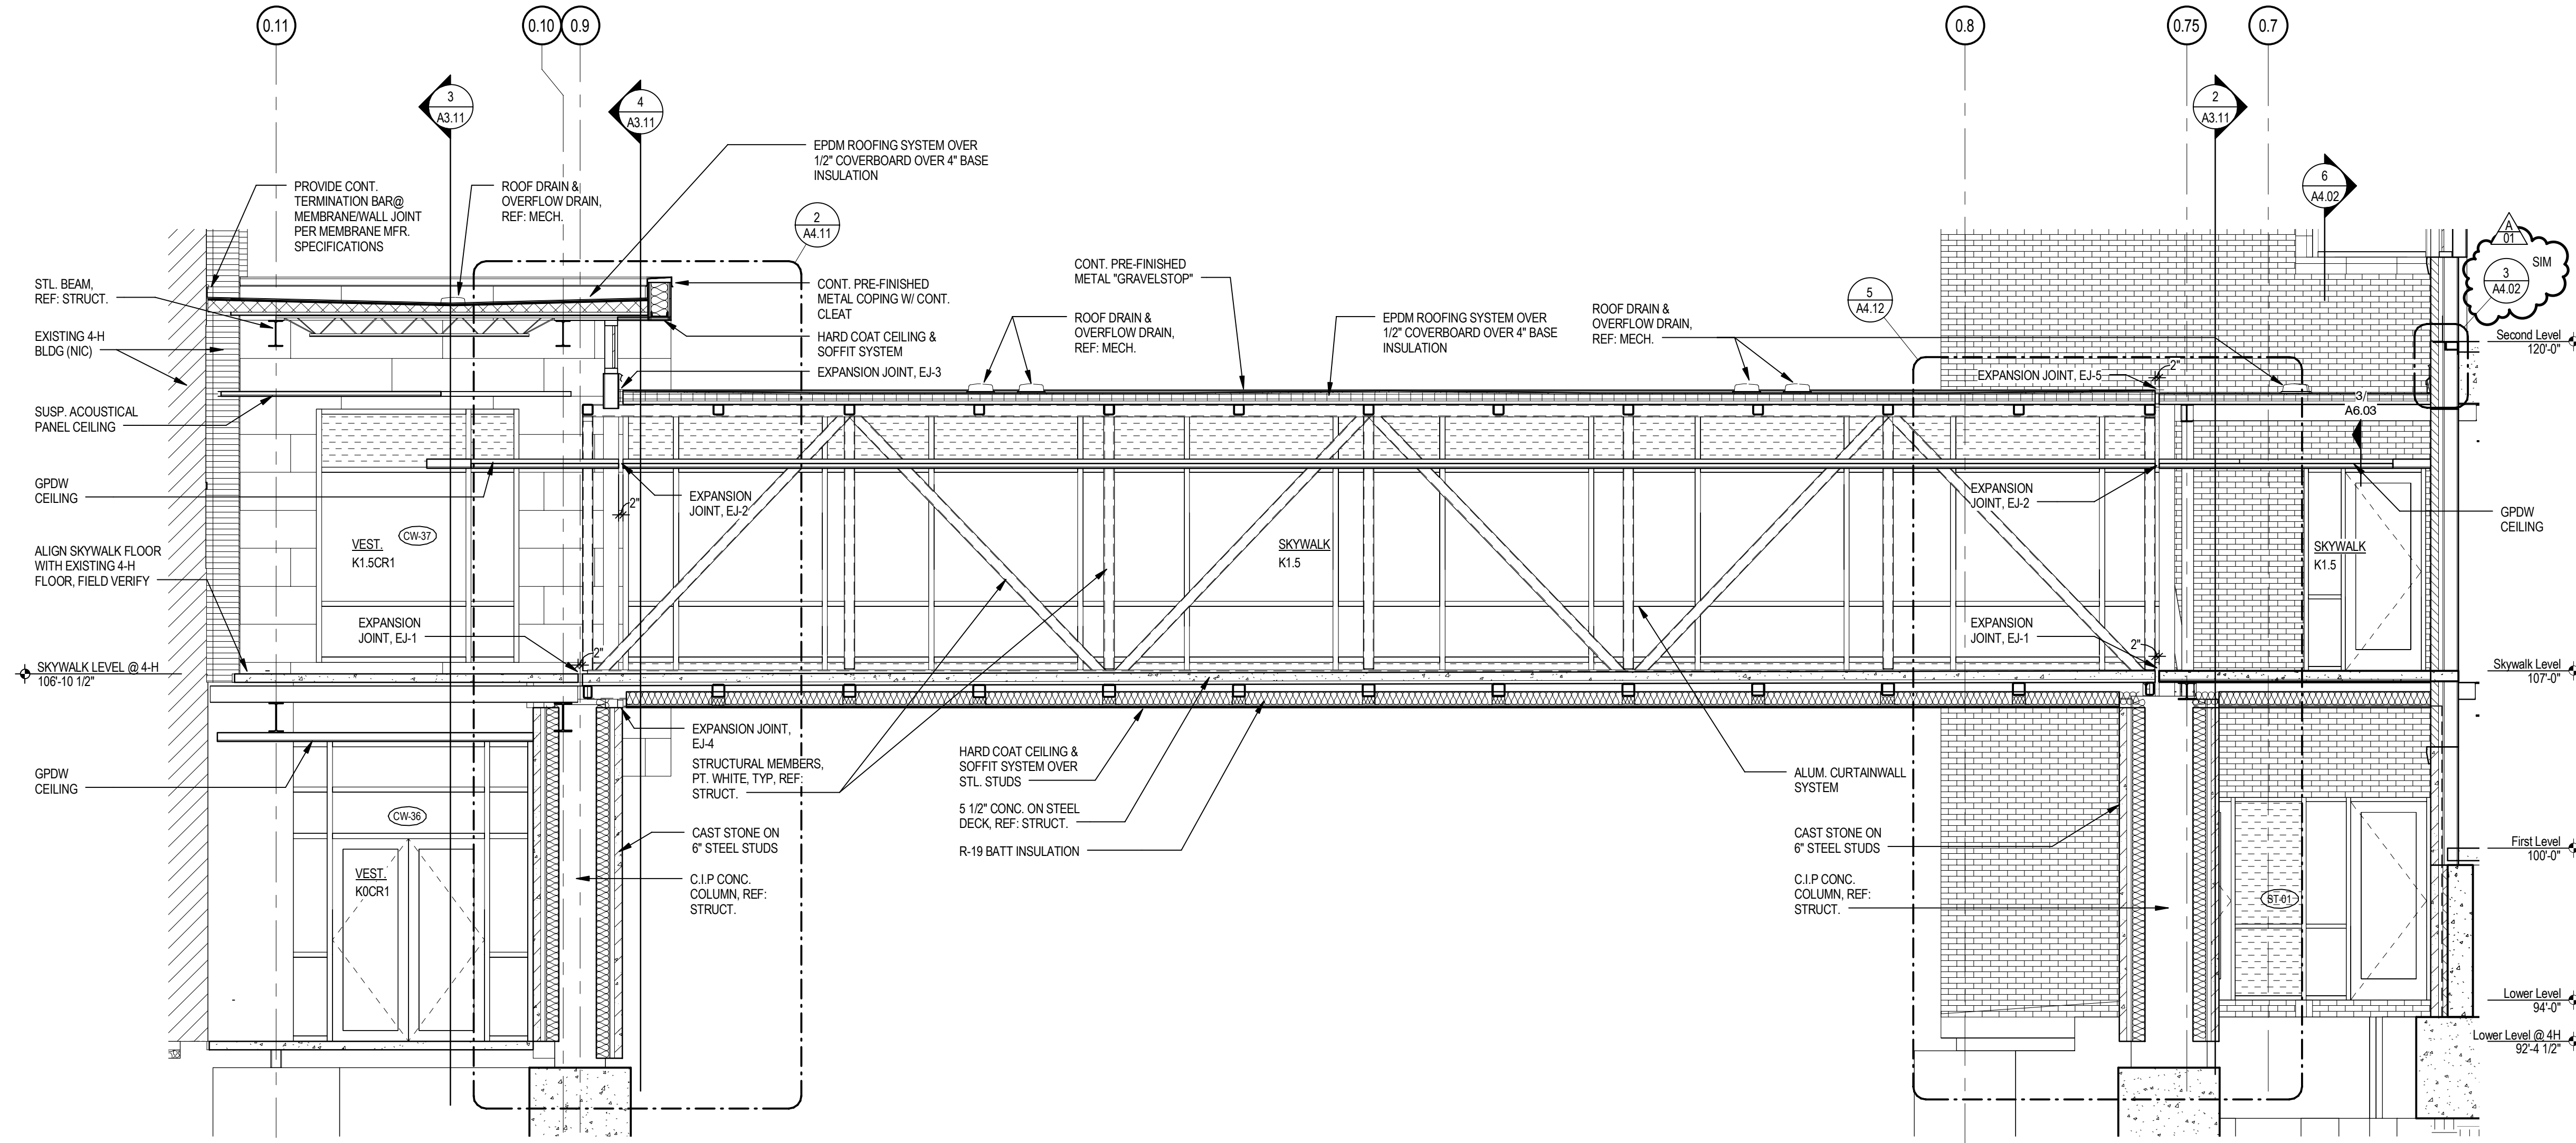 0.11
0.10
0.9
0.8
0.75
0.7
3
A3.11
4
A3.11
2
A3.11
6
A4.02
A
01
SIM
3
A4.02
2
A4.11
5
A4.12
EPDM ROOFING SYSTEM OVER
1/2" COVERBOARD OVER 4" BASE
INSULATION
PROVIDE CONT.
TERMINATION BAR@
MEMBRANE/WALL JOINT
PER MEMBRANE MFR.
SPECIFICATIONS
ROOF DRAIN &
OVERFLOW DRAIN,
REF: MECH.
STL. BEAM,
REF: STRUCT.
EXISTING 4-H
BLDG (NIC)
SUSP. ACOUSTICAL
PANEL CEILING
GPDW
CEILING
ALIGN SKYWALK FLOOR
WITH EXISTING 4-H
FLOOR, FIELD VERIFY
SKYWALK LEVEL @ 4-H
106'-10 1/2"
GPDW
CEILING
CONT. PRE-FINISHED
METAL COPING W/ CONT.
CLEAT
HARD COAT CEILING &
SOFFIT SYSTEM
EXPANSION JOINT, EJ-3
CONT. PRE-FINISHED
METAL "GRAVELSTOP"
ROOF DRAIN &
OVERFLOW DRAIN,
REF: MECH.
EPDM ROOFING SYSTEM OVER
1/2" COVERBOARD OVER 4" BASE
INSULATION
ROOF DRAIN &
OVERFLOW DRAIN,
REF: MECH.
EXPANSION JOINT, EJ-5
2"
3/
A6.03
Second Level
120'-0"
EXPANSION
JOINT, EJ-2
2"
EXPANSION
JOINT, EJ-2
GPDW
CEILING
VEST.
K1.5CR1
CW-37
SKYWALK
K1.5
SKYWALK
K1.5
EXPANSION
JOINT, EJ-1
2"
EXPANSION
JOINT, EJ-1
2"
Skywalk Level
107'-0"
EXPANSION JOINT,
EJ-4
STRUCTURAL MEMBERS,
PT. WHITE, TYP, REF:
STRUCT.
HARD COAT CEILING &
SOFFIT SYSTEM OVER
STL. STUDS
5 1/2" CONC. ON STEEL
DECK, REF: STRUCT.
R-19 BATT INSULATION
ALUM. CURTAINWALL
SYSTEM
CW-36
VEST.
K0CR1
CAST STONE ON
6" STEEL STUDS
C.I.P CONC.
COLUMN, REF:
STRUCT.
CAST STONE ON
6" STEEL STUDS
C.I.P CONC.
COLUMN, REF:
STRUCT.
ST-01
First Level
100'-0"
Lower Level
94'-0"
Lower Level @ 4H
92'-4 1/2"